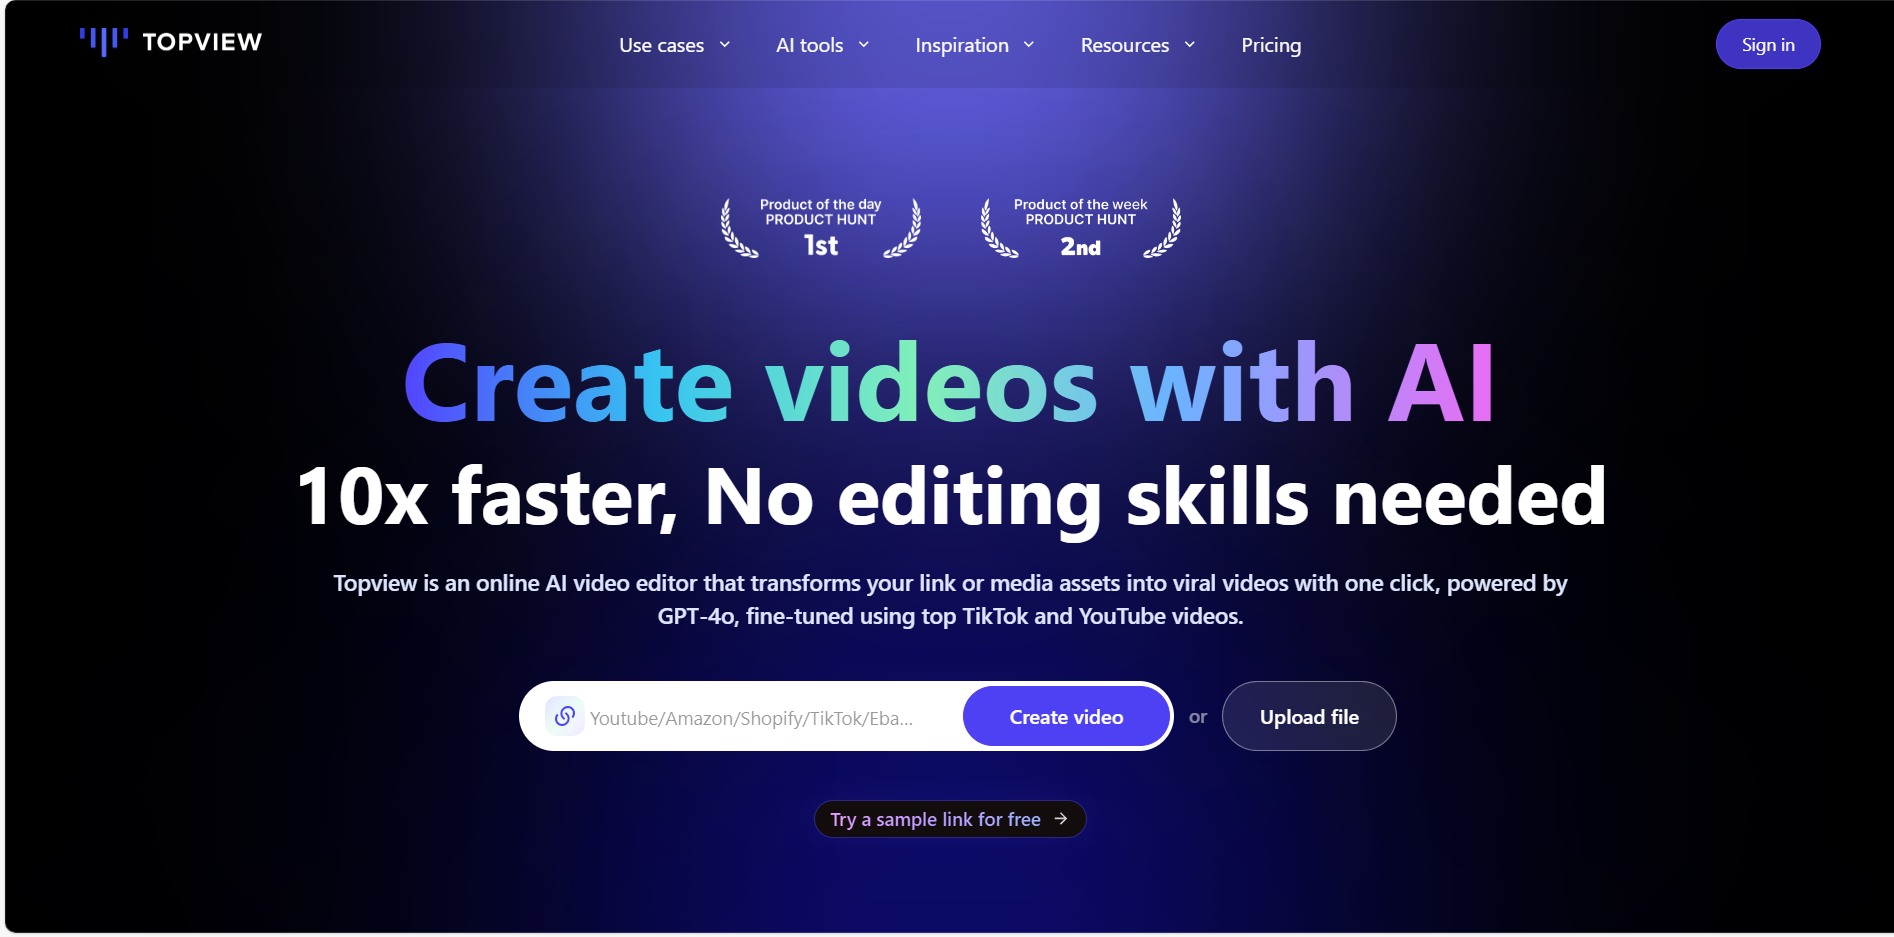 TOPVIEW
Use cases
AI tools
Inspiration
Resources
Pricing
Sign in
Product of the day
PRODUCT HUNT
1st
Product of the week
PRODUCT HUNT
2nd
Create videos with AI
10x faster, No editing skills needed
Topview is an online AI video editor that transforms your link or media assets into viral videos with one click, powered by
GPT-4o, fine-tuned using top TikTok and YouTube videos.
Youtube/Amazon/Shopify/TikTok/Eba...
Create video
or
Upload file
Try a sample link for free →